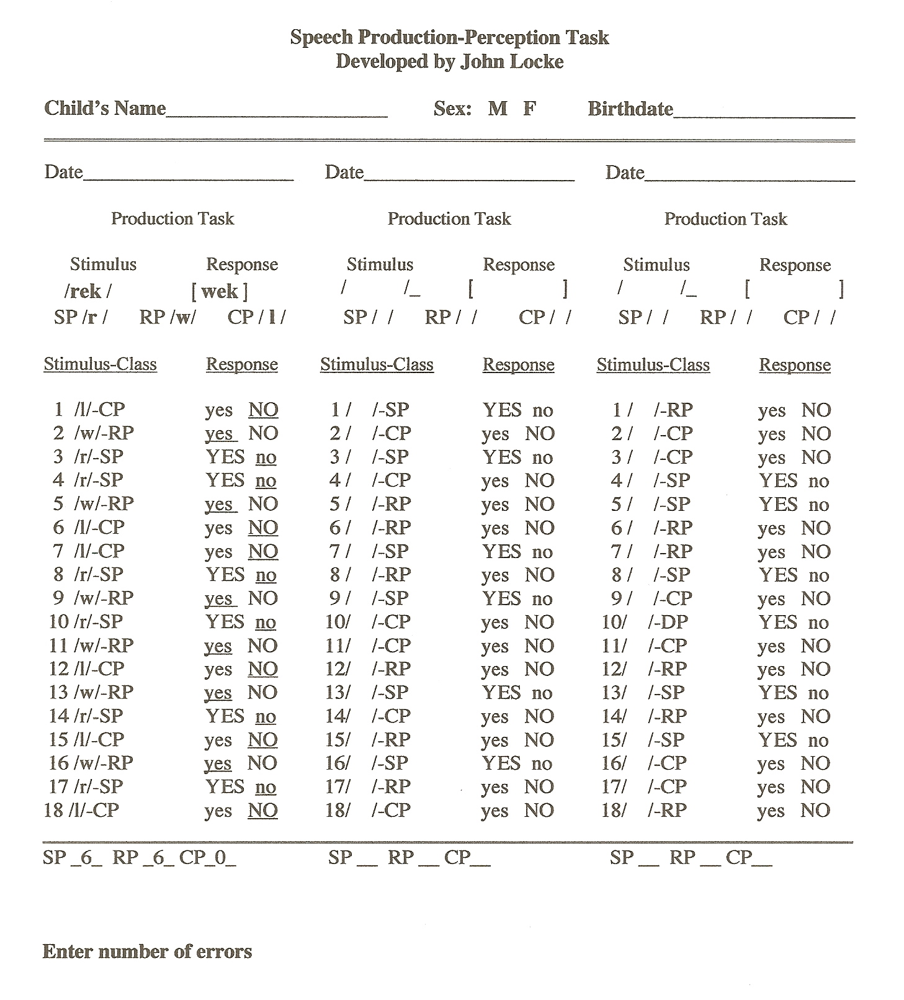 Speech Production-Perception Task
Developed by John Locke
Child's Name____________________ Sex: M F Birthdate________________
Date___________________ Date___________________ Date___________________
Production Task Production Task Production Task
Stimulus Response Stimulus Response Stimulus Response
/rek / [ wek ] / /_ [ ] / /_ [ ]
SP /r / RP /w/ CP / l / SP / / RP / / CP / / SP / / RP / / CP / /
Stimulus-Class Response Stimulus-Class Response Stimulus-Class Response
1 /l/-CP yes NO 1 / /-SP YES no 1 / /-RP yes NO
2 /w/-RP yes NO 2 / /-CP yes NO 2 / /-CP yes NO
3 /r/-SP YES no 3 / /-SP YES no 3 / /-CP yes NO
4 /r/-SP YES no 4 / /-CP yes NO 4 / /-SP YES no
5 /w/-RP yes NO 5 / /-RP yes NO 5 / /-SP YES no
6 /l/-CP yes NO 6 / /-RP yes NO 6 / /-RP yes NO
7 /l/-CP yes NO 7 / /-SP YES no 7 / /-RP yes NO
8 /r/-SP YES no 8 / /-RP yes NO 8 / /-SP YES no
9 /w/-RP yes NO 9 / /-SP YES no 9 / /-CP yes NO
10 /r/-SP YES no 10/ /-CP yes NO 10/ /-DP YES no
11 /w/-RP yes NO 11/ /-CP yes NO 11/ /-CP yes NO
12 /l/-CP yes NO 12/ /-RP yes NO 12/ /-RP yes NO
13 /w/-RP yes NO 13/ /-SP YES no 13/ /-SP YES no
14 /r/-SP YES no 14/ /-CP yes NO 14/ /-RP yes NO
15 /l/-CP yes NO 15/ /-RP yes NO 15/ /-SP YES no
16 /w/-RP yes NO 16/ /-SP YES no 16/ /-CP yes NO
17 /r/-SP YES no 17/ /-RP yes NO 17/ /-CP yes NO
18 /l/-CP yes NO 18/ /-CP yes NO 18/ /-RP yes NO
SP _6_ RP _6_ CP_0_ SP __ RP __ CP__ SP __ RP __ CP__
Enter number of errors